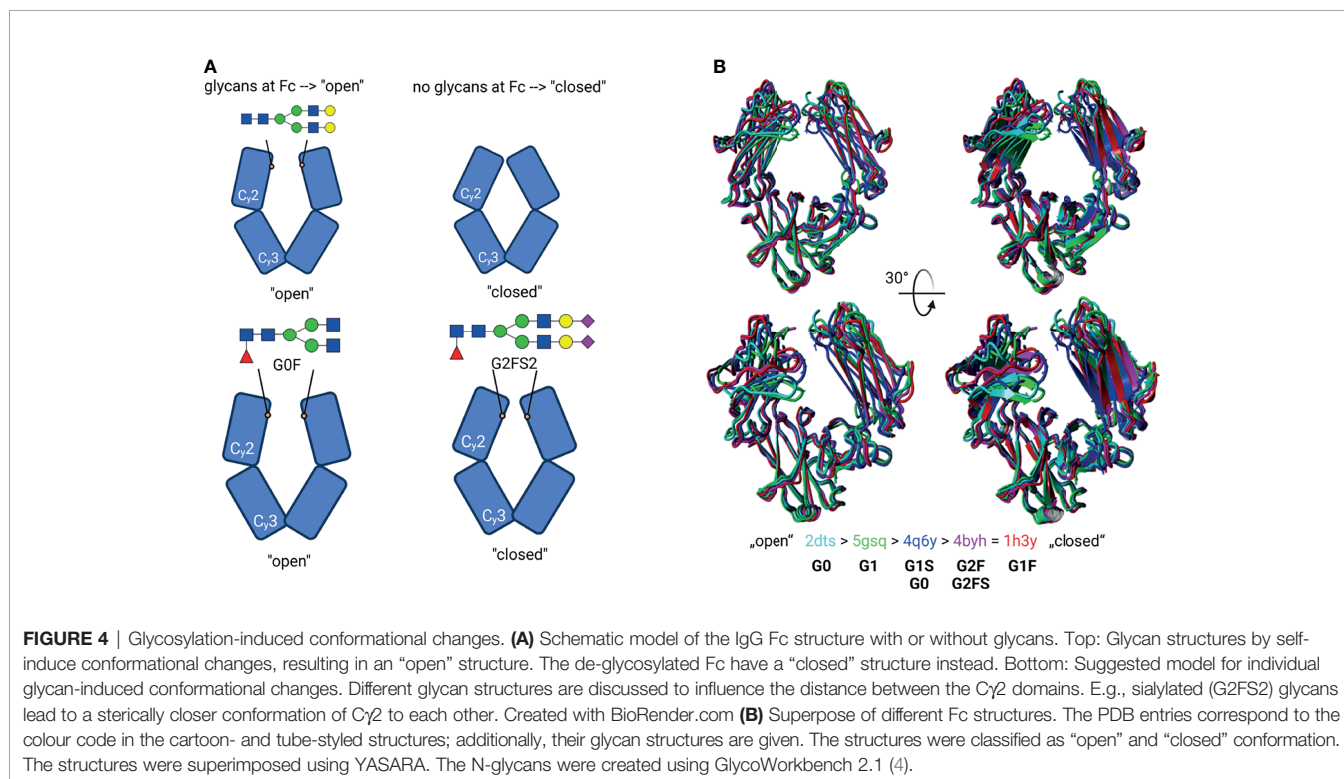 A
glycans at Fc --> "open"
no glycans at Fc --> "closed"
Cγ2
Cγ3
"open"
"closed"
G0F
G2FS2
Cγ2
Cγ2
Cγ3
Cγ3
"open"
"closed"
B
30°
„open“ 2dts > 5gsq > 4q6y > 4byh = 1h3y „closed“
G0 G1 G1S G2F G1F
G0 G2FS
FIGURE 4 | Glycosylation-induced conformational changes. (A) Schematic model of the IgG Fc structure with or without glycans. Top: Glycan structures by self-
induce conformational changes, resulting in an “open” structure. The de-glycosylated Fc have a “closed” structure instead. Bottom: Suggested model for individual
glycan-induced conformational changes. Different glycan structures are discussed to influence the distance between the Cγ2 domains. E.g., sialylated (G2FS2) glycans
lead to a sterically closer conformation of Cγ2 to each other. Created with BioRender.com (B) Superpose of different Fc structures. The PDB entries correspond to the
colour code in the cartoon- and tube-styled structures; additionally, their glycan structures are given. The structures were classified as “open” and “closed” conformation.
The structures were superimposed using YASARA. The N-glycans were created using GlycoWorkbench 2.1 (4).